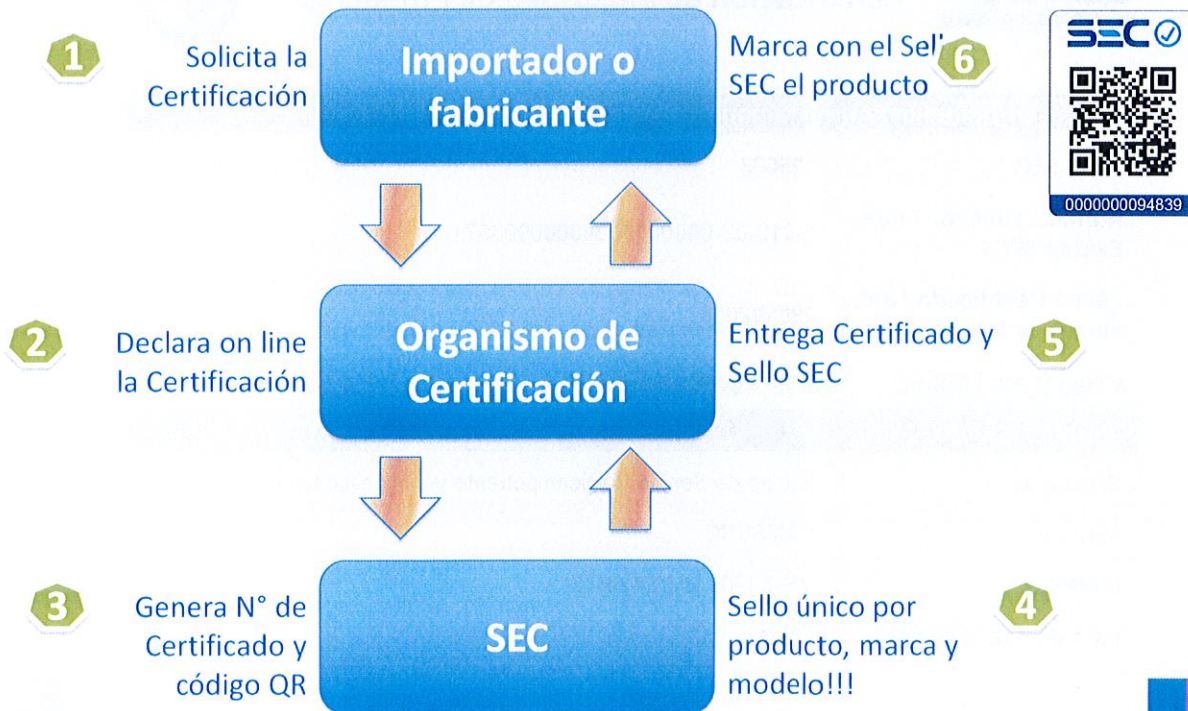 1
Solicita la
Certificación
Importador o
fabricante
Marca con el Sell
SEC el producto
6
SEC
0000000094839
2
Declara on line
la Certificación
Organismo de
Certificación
Entrega Certificado y
Sello SEC
5
3
Genera N° de
Certificado y
código QR
SEC
Sello único por
producto, marca y
modelo!!!
4